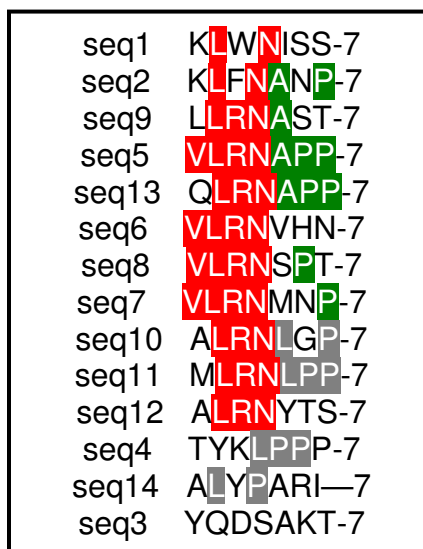 seq1 KLWNISS-7
seq2 KLFNANP-7
seq9 LLRNAST-7
seq5 VLRNAPP-7
seq13 QLRNAPP-7
seq6 VLRNVHN-7
seq8 VLRNSPT-7
seq7 VLRNMNP-7
seq10 ALRNLGP-7
seq11 MLRNLPP-7
seq12 ALRNYTS-7
seq4 TYKLPPP-7
seq14 ALYPARI—7
seq3 YQDSAKT-7